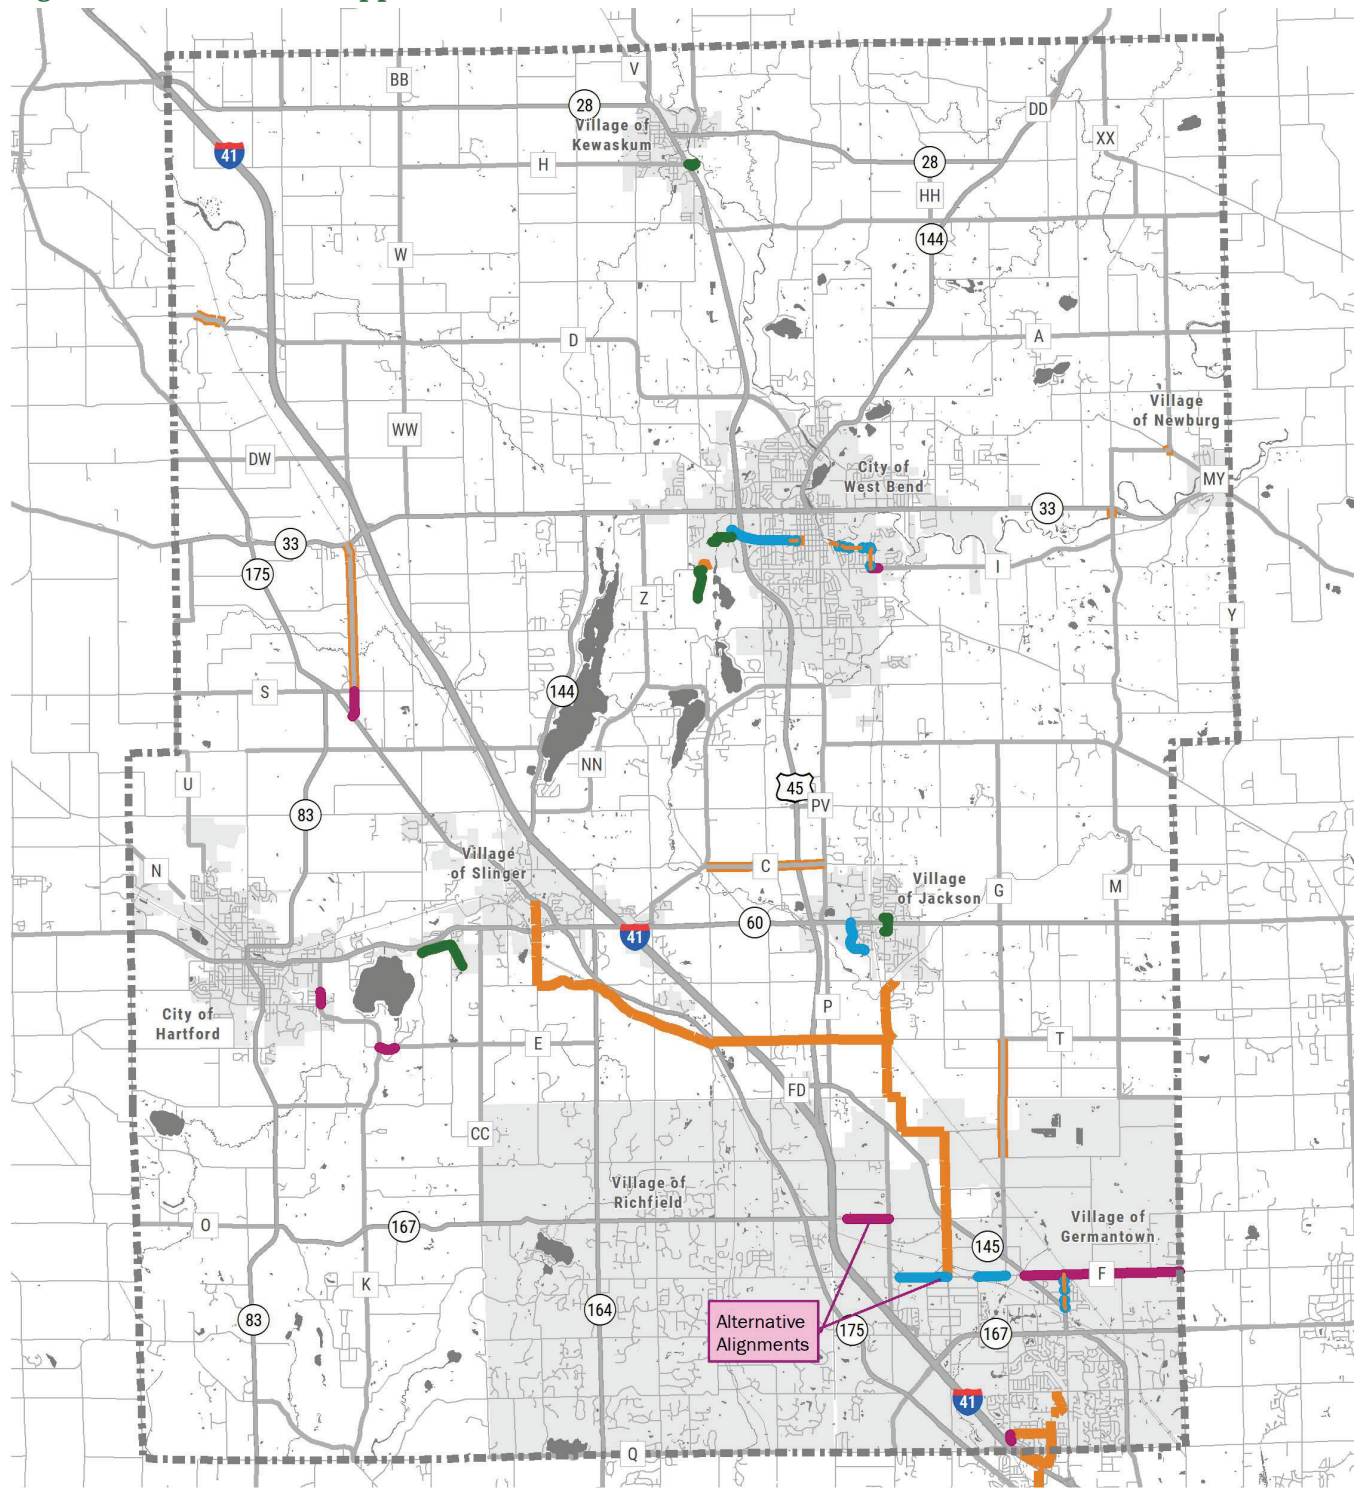 V
BB
28
DD
Village of
Kewaskum
XX
41
H
28
HH
144
W
D
A
Village
of Newburg
WW
DW
City of
West Bend
MY
33
33
175
I
Z
Y
S
144
NN
U
45
PV
83
Village
of Slinger
C
N
Village
of Jackson
G
M
60
41
P
City of
Hartford
E
T
FD
CC
Village of
Richfield
O
167
Village of
Germantown
145
F
K
164
83
Alternative
Alignments
175
167
41
Q